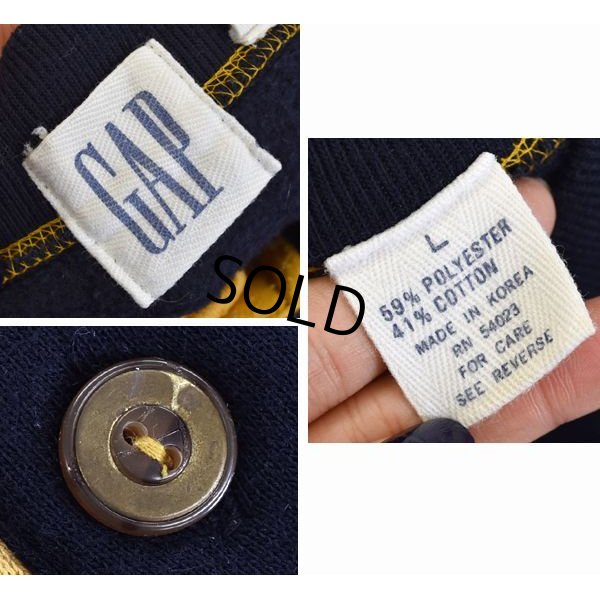 GAP
SOLD
L
59% POLYESTER
41% COTTON
MADE IN KOREA
RN 54023
FOR CARE
SEE REVERSE